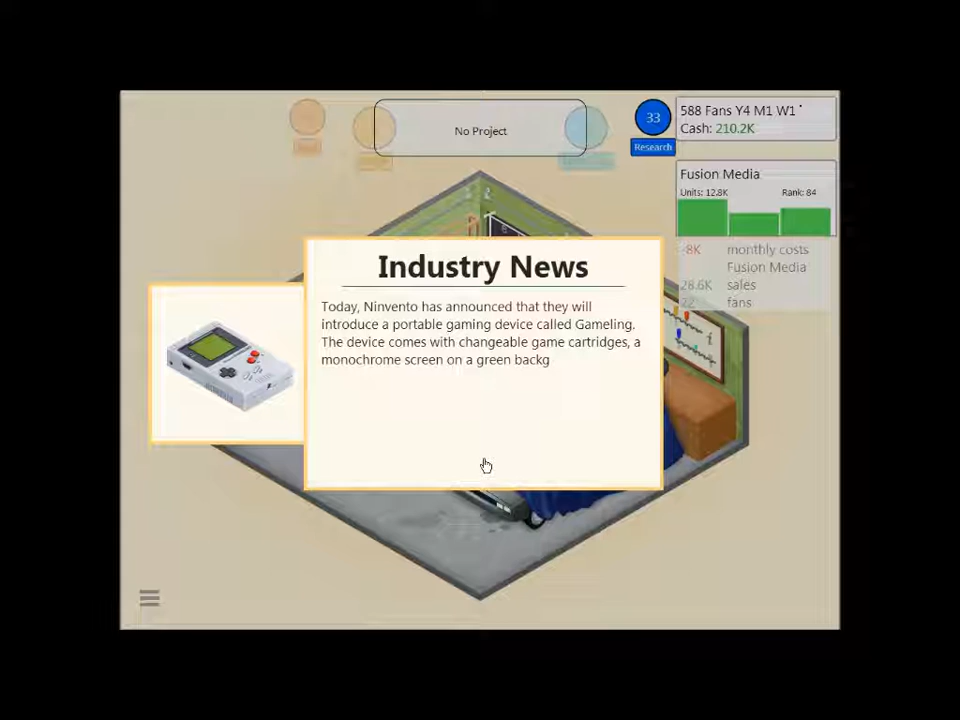 No Project
33
Research
588 Fans Y4 M1 W1
Cash: 210.2K
Fusion Media
Units: 12.8K Rank: 84
-8K monthly costs
Fusion Media
28.6K sales
22 fans
Industry News
Today, Ninvento has announced that they will
introduce a portable gaming device called Gameling.
The device comes with changeable game cartridges, a
monochrome screen on a green backg